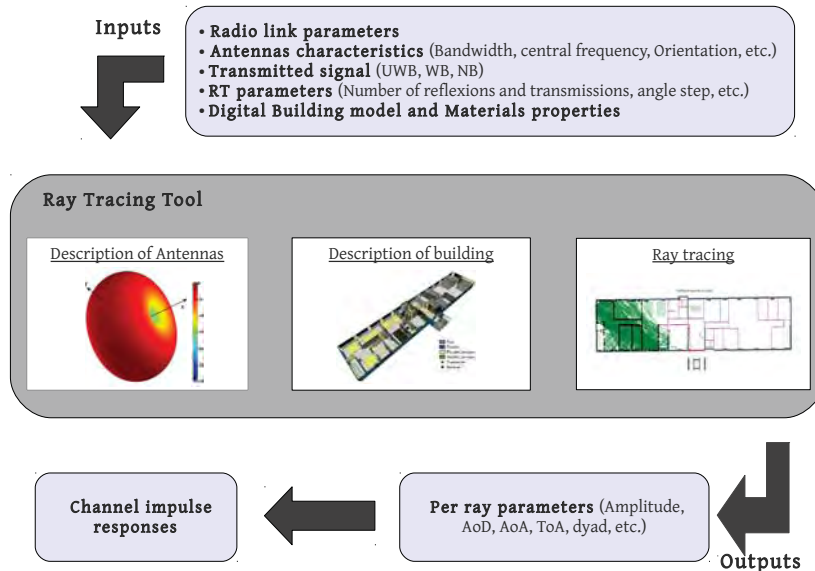 Inputs
• Radio link parameters
• Antennas characteristics (Bandwidth, central frequency, Orientation, etc.)
• Transmitted signal (UWB, WB, NB)
• RT parameters (Number of reflexions and transmissions, angle step, etc.)
• Digital Building model and Materials properties
Ray Tracing Tool
Description of Antennas
Description of building
Ray tracing
Channel impulse
responses
Per ray parameters (Amplitude,
AoD, AoA, ToA, dyad, etc.)
Outputs